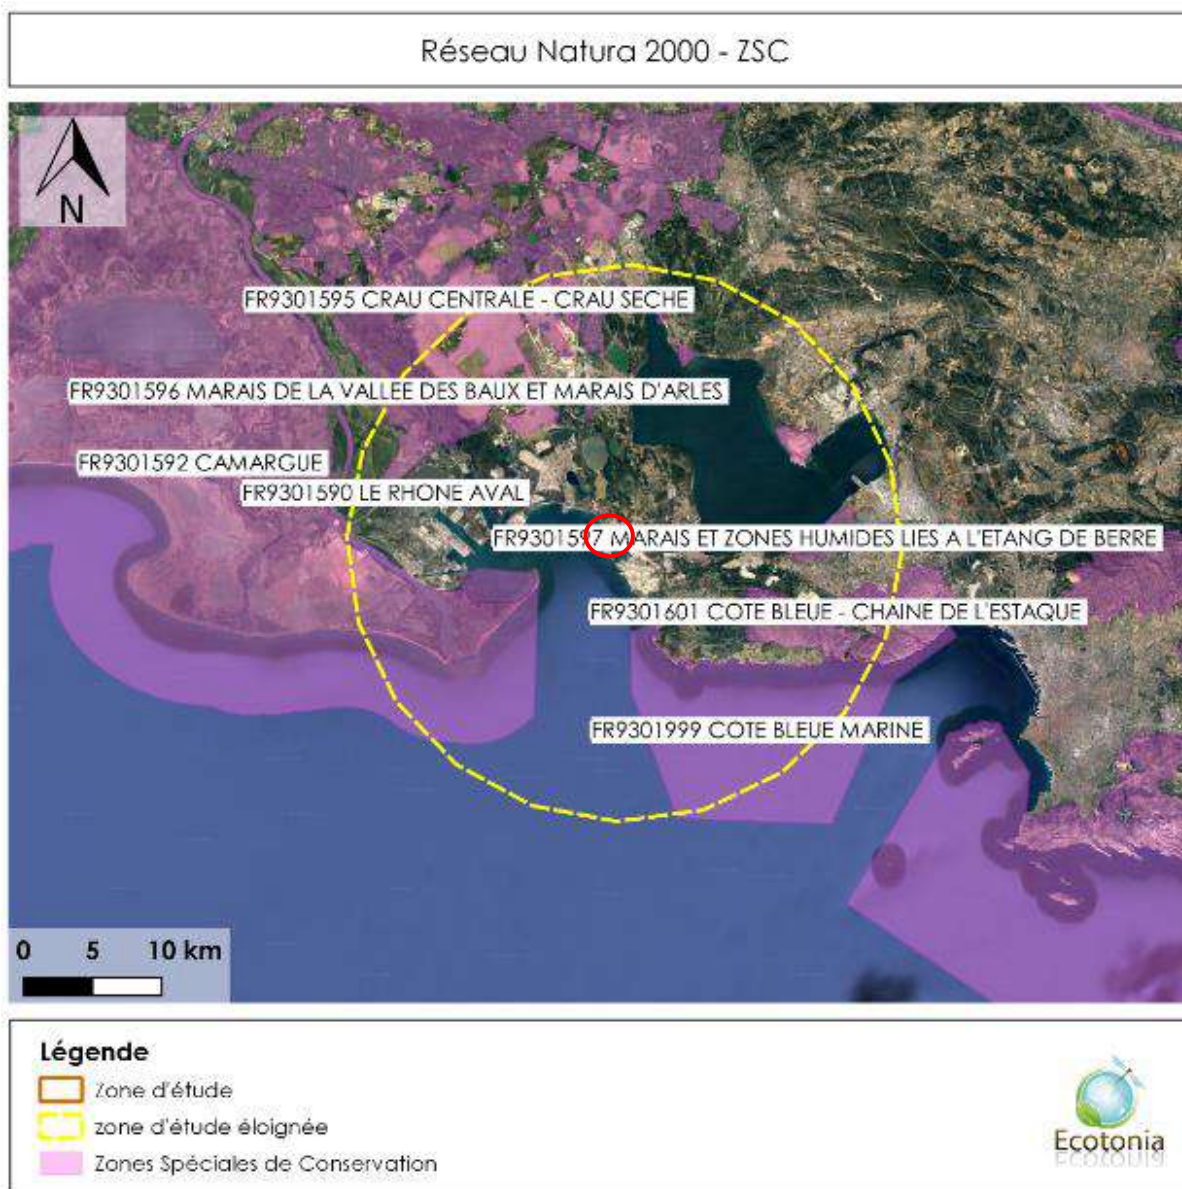 Réseau Natura 2000 - ZSC
N
FR9301595 CRAU CENTRALE - CRAU SECHE
FR9301596 MARAIS DE LA VALLEE DES BAUX ET MARAIS D'ARLES
FR9301592 CAMARGUE
FR9301590 LE RHONE AVAL
FR9301597 MARAIS ET ZONES HUMIDES LIES A L'ETANG DE BERRE
FR9301601 COTE BLEUE - CHAINE DE L'ESTAQUE
FR9301999 COTE BLEUE MARINE
0 5 10 km
Légende
Zone d'étude
zone d'étude éloignée
Zones Spéciales de Conservation
Ecotonia